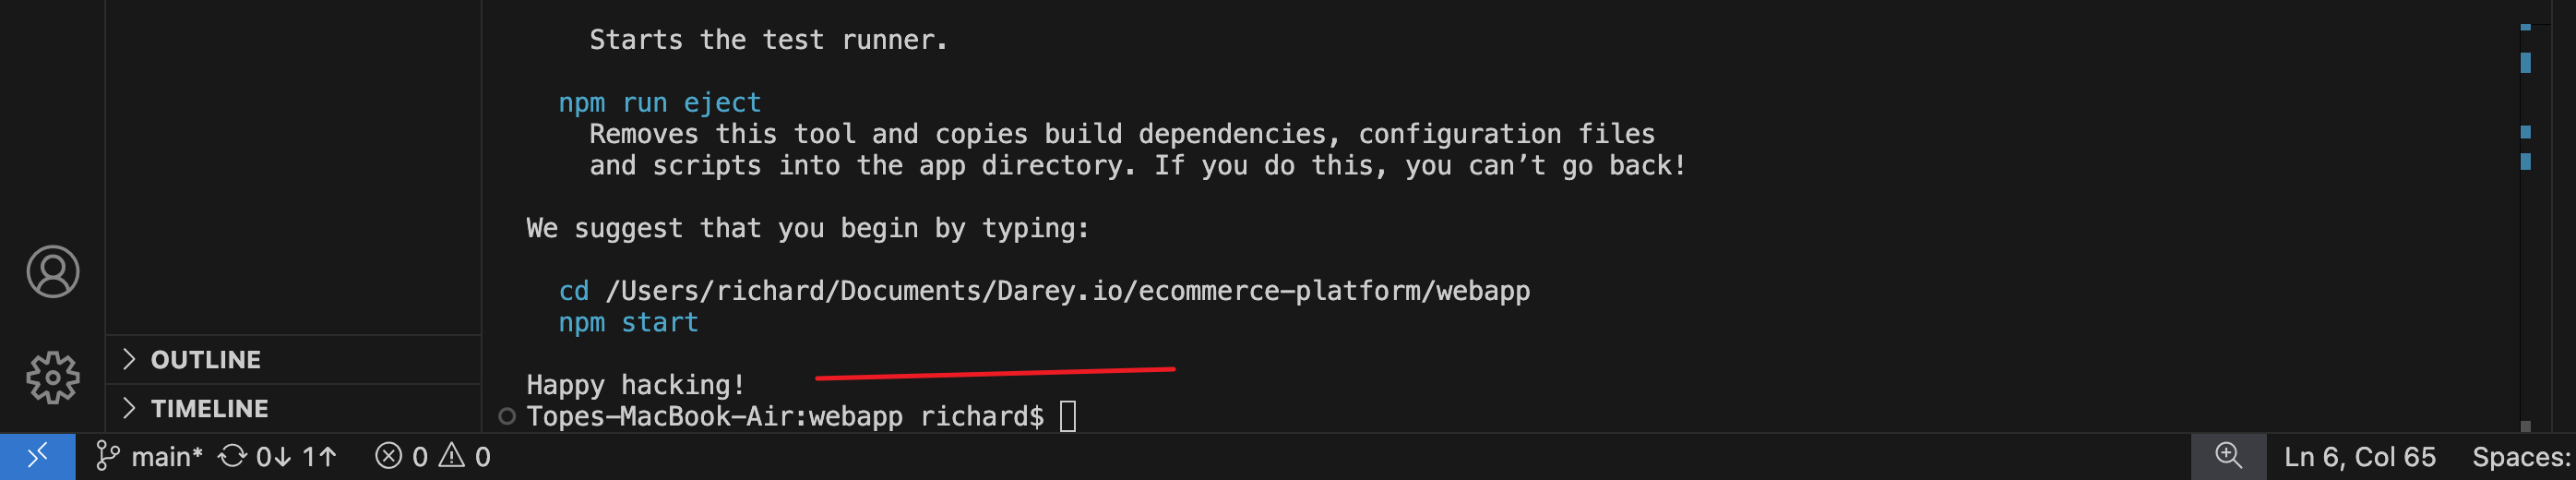 Starts the test runner.
npm run eject
Removes this tool and copies build dependencies, configuration files
and scripts into the app directory. If you do this, you can’t go back!
We suggest that you begin by typing:
cd /Users/richard/Documents/Darey.io/ecommerce-platform/webapp
npm start
Happy hacking!
Topes-MacBook-Air:webapp richard$
OUTLINE
TIMELINE
main* 0↓ 1↑ 0 0
Ln 6, Col 65 Spaces: